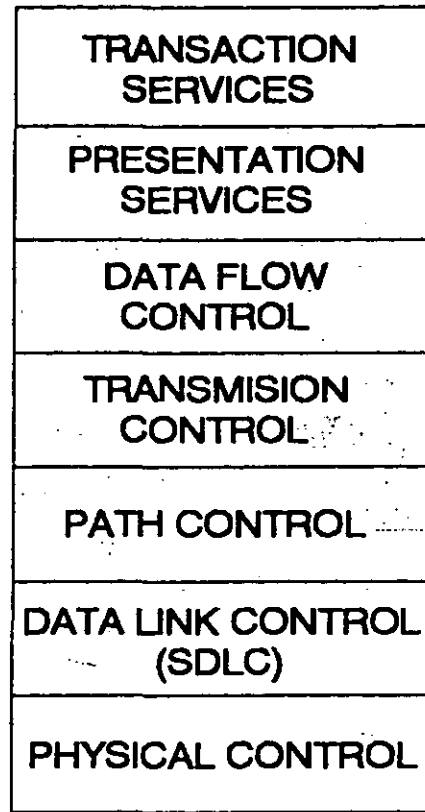 TRANSACTION
SERVICES
PRESENTATION
SERVICES
DATA FLOW
CONTROL
TRANSMISION
CONTROL
PATH CONTROL
DATA LINK CONTROL
(SDLC)
PHYSICAL CONTROL